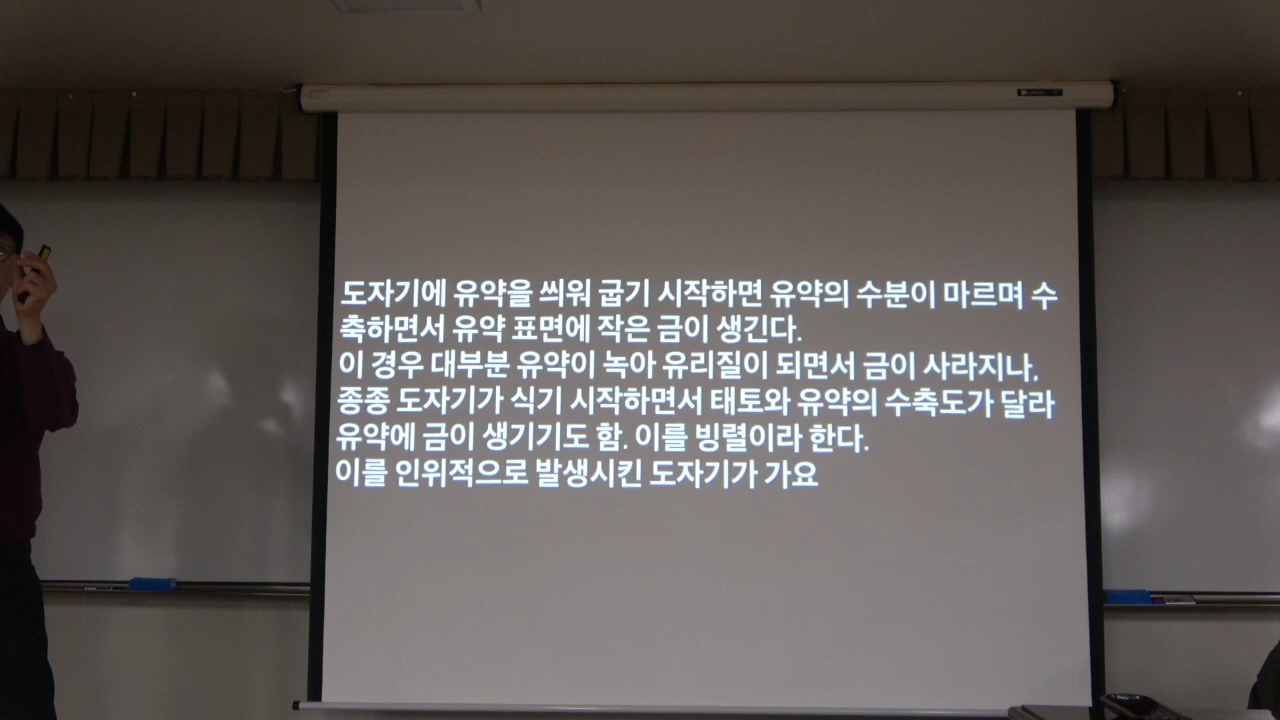 도자기에 유약을 씌워 굽기 시작하면 유약의 수분이 마르며 수
축하면서 유약 표면에 작은 금이 생긴다.
이 경우 대부분 유약이 녹아 유리질이 되면서 금이 사라지나,
종종 도자기가 식기 시작하면서 태토와 유약의 수축도가 달라
유약에 금이 생기기도 함. 이를 빙렬이라 한다.
이를 인위적으로 발생시킨 도자기가 가요